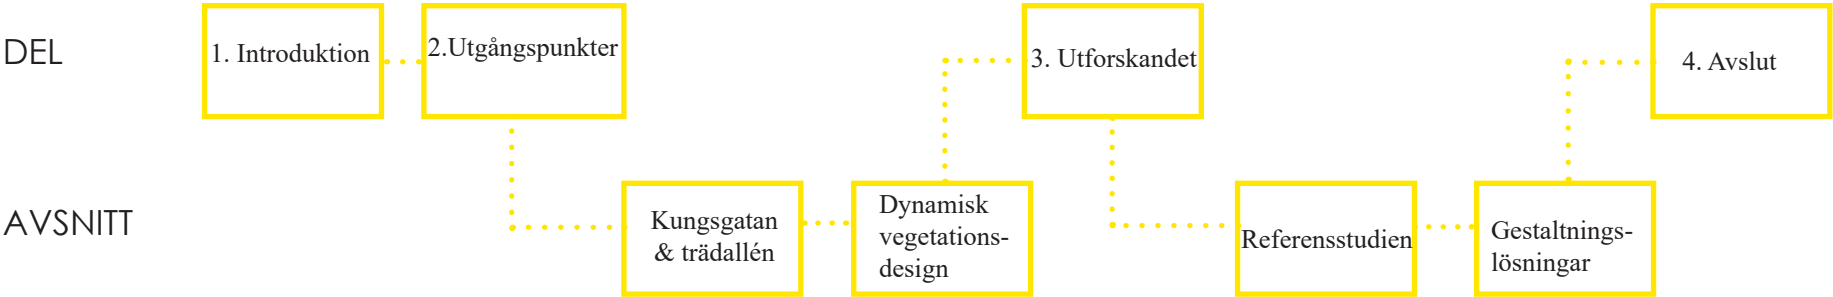 DEL
1. Introduktion
2.Utgångspunkter
3. Utforskandet
4. Avslut
AVSNITT
Kungsgatan
& trädallén
Dynamisk
vegetations-
design
Referensstudien
Gestaltnings-
lösningar